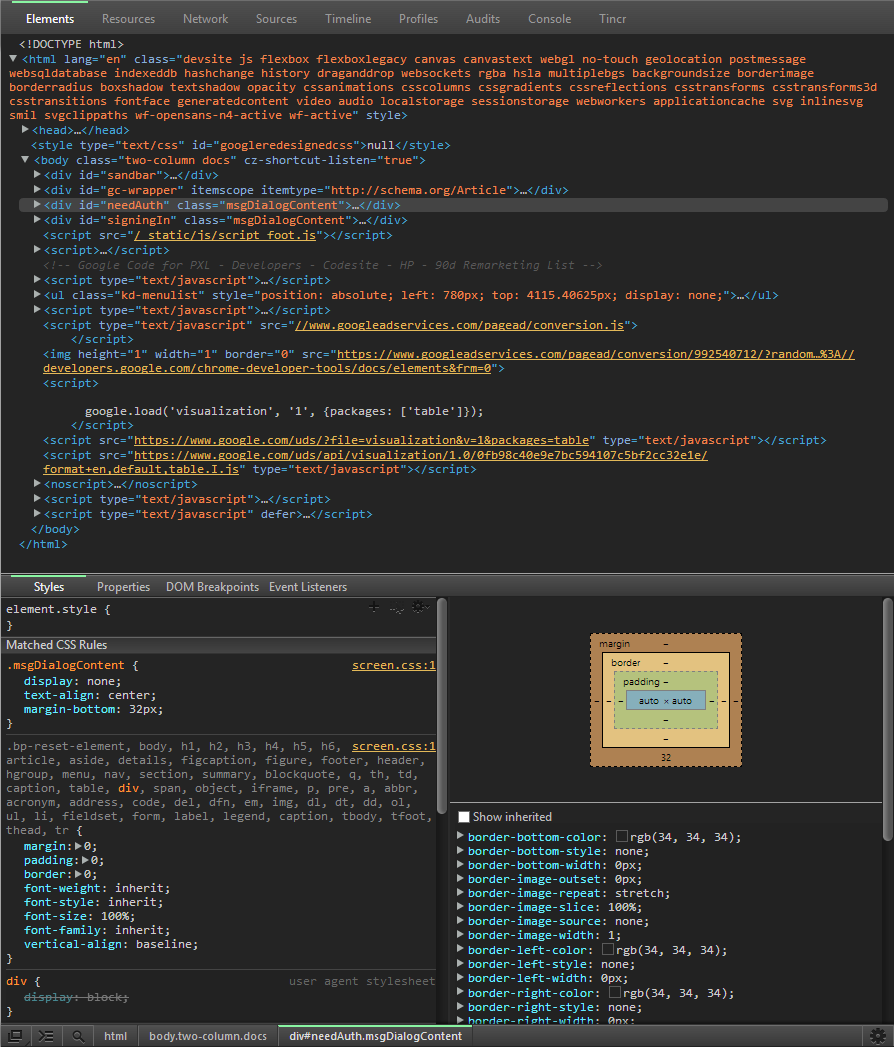 Elements Resources Network Sources Timeline Profiles Audits Console Tincr
<!DOCTYPE html>
<html lang="en" class="devsite js flexbox flexboxlegacy canvas canvastext webgl no-touch geolocation postmessage
websqldatabase indexeddb hashchange history draganddrop websockets rgba hsla multiplebgs backgroundsize borderimage
borderradius boxshadow textshadow opacity cssanimations csscolumns cssgradients cssreflections csstransforms csstransforms3d
csstransitions fontface generatedcontent video audio localstorage sessionstorage webworkers applicationcache svg inlinesvg
smil svgclippaths wf-opensans-n4-active wf-active" style>
<head>…</head>
<style type="text/css" id="googleredesignedcss">null</style>
<body class="two-column docs" cz-shortcut-listen="true">
<div id="sandbar">…</div>
<div id="gc-wrapper" itemscope itemtype="http://schema.org/Article">…</div>
<div id="needAuth" class="msgDialogContent">…</div>
<div id="signingIn" class="msgDialogContent">…</div>
<script src="/_static/js/script_foot.js"></script>
<script>…</script>
<!-- Google Code for PXL - Developers - Codesite - HP - 90d Remarketing List -->
<script type="text/javascript">…</script>
<ul class="kd-menulist" style="position: absolute; left: 780px; top: 4115.40625px; display: none;">…</ul>
<script type="text/javascript">…</script>
<script type="text/javascript" src="//www.googleadservices.com/pagead/conversion.js">
</script>
<img height="1" width="1" border="0" src="https://www.googleadservices.com/pagead/conversion/992540712/?random…%3A//
developers.google.com/chrome-developer-tools/docs/elements&frm=0">
<script>
google.load('visualization', '1', {packages: ['table']});
</script>
<script src="https://www.google.com/uds/?file=visualization&v=1&packages=table" type="text/javascript"></script>
<script src="https://www.google.com/uds/api/visualization/1.0/0fb98c40e9e7bc594107c5bf2cc32e1e/
format+en,default,table.I.js" type="text/javascript"></script>
<noscript>…</noscript>
<script type="text/javascript">…</script>
<script type="text/javascript" defer>…</script>
</body>
</html>
Styles Properties DOM Breakpoints Event Listeners
element.style {
}
Matched CSS Rules
.msgDialogContent { screen.css:1
display: none;
text-align: center;
margin-bottom: 32px;
}
.bp-reset-element, body, h1, h2, h3, h4, h5, h6, screen.css:1
article, aside, details, figcaption, figure, footer, header,
hgroup, menu, nav, section, summary, blockquote, q, th, td,
caption, table, div, span, object, iframe, p, pre, a, abbr,
acronym, address, code, del, dfn, em, img, dl, dt, dd, ol,
ul, li, fieldset, form, label, legend, caption, tbody, tfoot,
thead, tr {
margin: 0;
padding: 0;
border: 0;
font-weight: inherit;
font-style: inherit;
font-size: 100%;
font-family: inherit;
vertical-align: baseline;
}
div { user agent stylesheet
display: block;
}
margin –
border –
padding –
– – – auto × auto – – –
–
–
32
Show inherited
border-bottom-color: rgb(34, 34, 34);
border-bottom-style: none;
border-bottom-width: 0px;
border-image-outset: 0px;
border-image-repeat: stretch;
border-image-slice: 100%;
border-image-source: none;
border-image-width: 1;
border-left-color: rgb(34, 34, 34);
border-left-style: none;
border-left-width: 0px;
border-right-color: rgb(34, 34, 34);
border-right-style: none;
border-right-width: 0px;
html body.two-column.docs div#needAuth.msgDialogContent